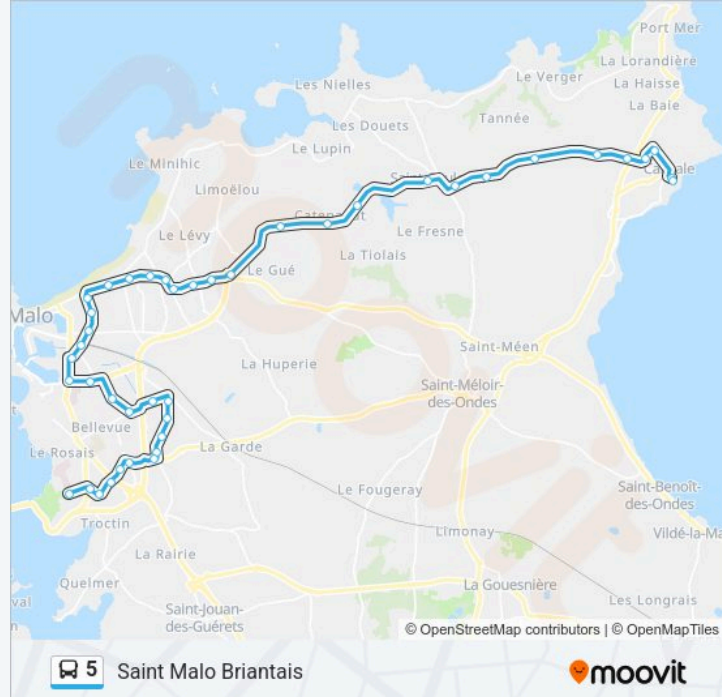 Port Mer
La Lorandière
Le Verger
La Haisse
Les Nielles
La Baie
Tannée
Les Douets
Le Lupin
Le Minihic
Limoëlou
Le Lévy
Le Fresne
La Tiolais
Le Gué
Malo
Saint-Méen
La Huperie
Saint-Méloir-
des-Ondes
Bellevue
La Garde
Le Rosais
Le Fougeray
Saint-Benoît-
des-Ondes
Troctin
Limonay
Vildé-la-Ma
La Rairie
Quelmer
La Gouesnière
Les Longrais
Saint-Jouan-
des-Guérets
© OpenStreetMap contributors | © OpenMapTiles
5 Saint Malo Briantais
moovit